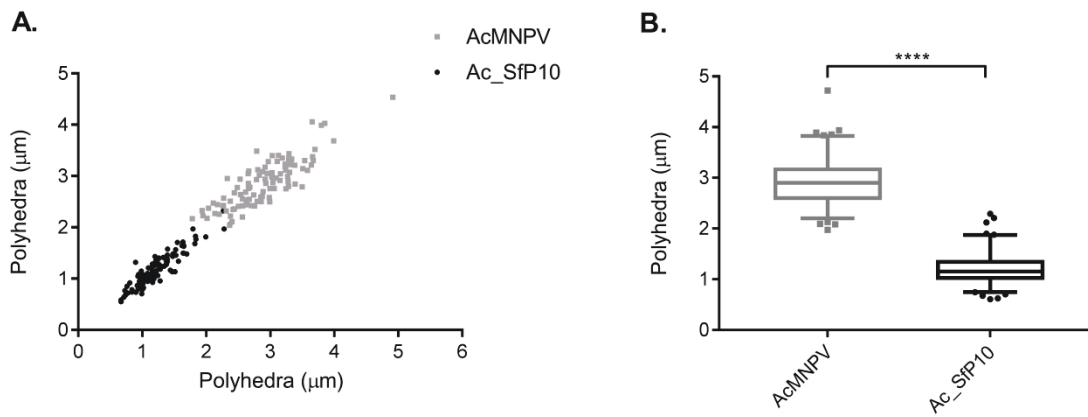 A.
AcMNPV
Ac_SfP10
5
4
3
2
1
0
Polyhedra (μm)
0 1 2 3 4 5 6
Polyhedra (μm)
B.
****
5
4
3
2
1
0
Polyhedra (μm)
AcMNPV
Ac_SfP10